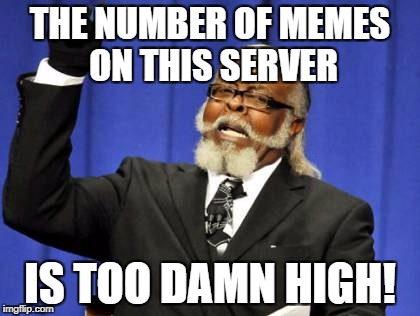 THE NUMBER OF MEMES
ON THIS SERVER
IS TOO DAMN HIGH!
imgflip.com